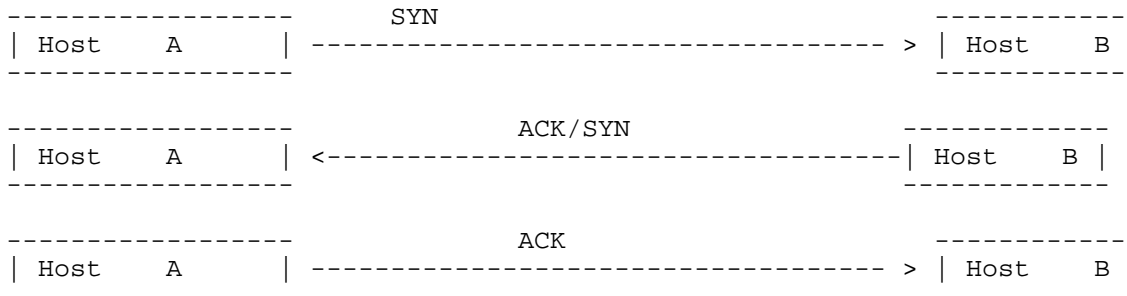 SYN
| Host A | ------------------------------------ > | Host B
ACK/SYN
| Host A | <------------------------------------| Host B |
ACK
| Host A | ------------------------------------ > | Host B